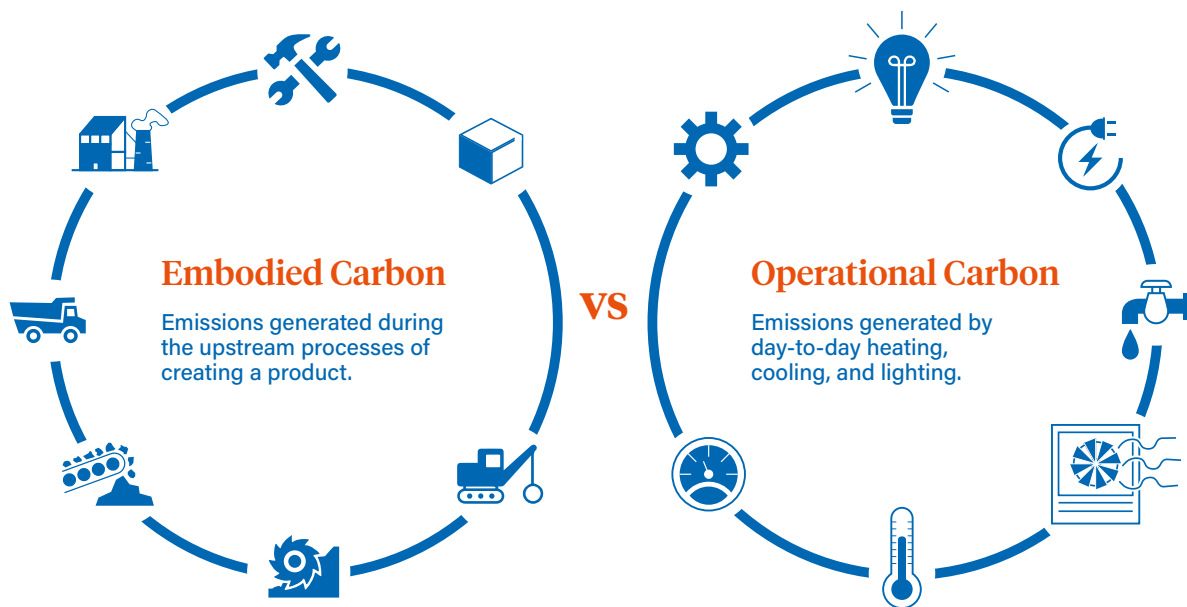 Embodied Carbon
Emissions generated during
the upstream processes of
creating a product.
vs
Operational Carbon
Emissions generated by
day-to-day heating,
cooling, and lighting.